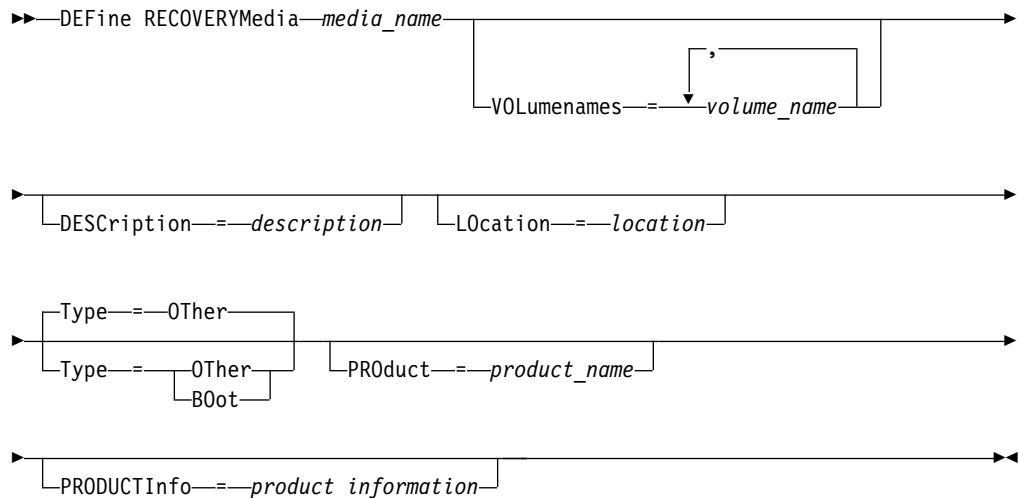 DEFine RECOVERYMedia media_name
,
VOLumenames = volume_name
DESCription = description LOcation = location
Type = OTher
Type = OTher PROduct = product_name
BOot
PRODUCTInfo = product information